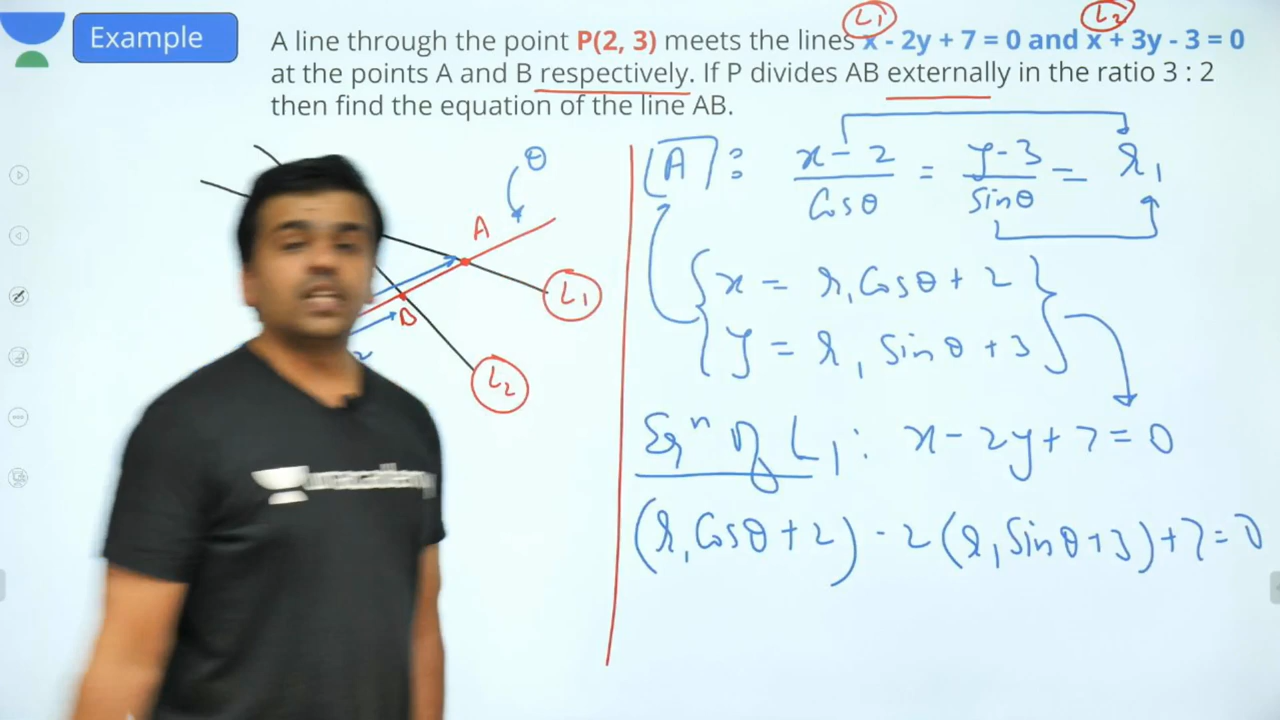 Example
A line through the point P(2, 3) meets the lines x - 2y + 7 = 0 and x + 3y - 3 = 0
at the points A and B respectively. If P divides AB externally in the ratio 3 : 2
then find the equation of the line AB.
L1
L2
θ
A
B
L1
L2
(A) : x-2/Cosθ = y-3/sinθ = r1
x = r1 Cosθ + 2
y = r1 sinθ + 3
Eqn of L1 : x - 2y + 7 = 0
(r1 Cosθ + 2) - 2(r1 Sinθ + 3) + 7 = 0
unacademy